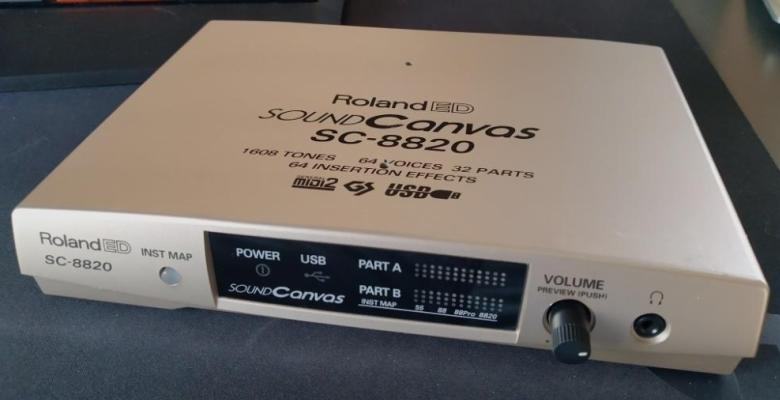 Roland ED
SOUND Canvas
SC-8820
1608 TONES 64 VOICES 32 PARTS
64 INSERTION EFFECTS
GENERAL
midi2 GS USB
Roland ED
SC-8820
INST MAP
POWER USB
SOUND Canvas
PART A
PART B
INST MAP 55 88 88Pro 8820
VOLUME
PREVIEW (PUSH)